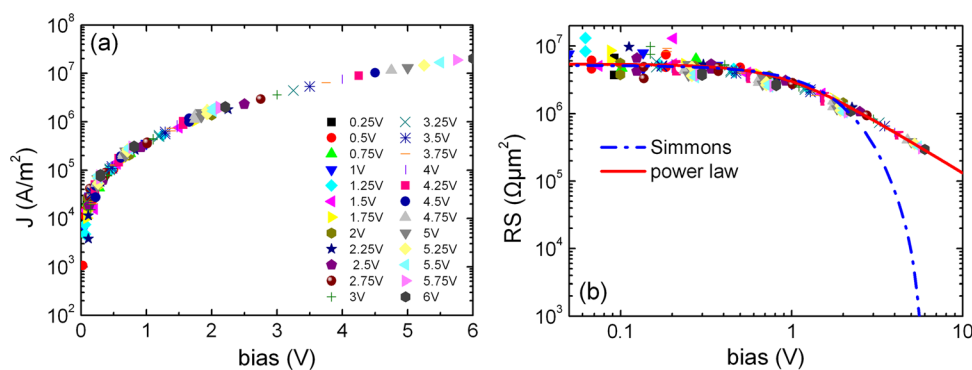 (a)
J (A/m²)
10⁸
10⁷
10⁶
10⁵
10⁴
10³
10²
0 1 2 3 4 5 6
bias (V)
0.25V
0.5V
0.75V
1V
1.25V
1.5V
1.75V
2V
2.25V
2.5V
2.75V
3V
3.25V
3.5V
3.75V
4V
4.25V
4.5V
4.75V
5V
5.25V
5.5V
5.75V
6V
(b)
RS (Ωμm²)
10⁷
10⁶
10⁵
10⁴
10³
0.1 1 10
bias (V)
Simmons
power law